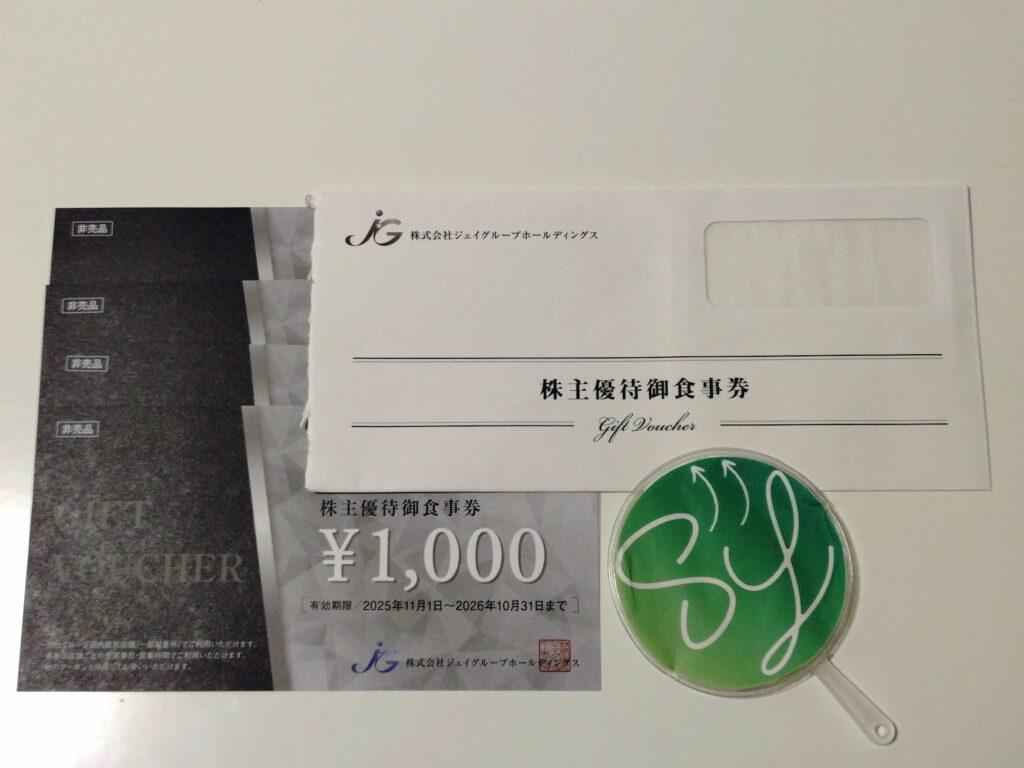 非売品
非売品
非売品
非売品
GIFT
VOUCHER
株主優待御食事券
¥1,000
有効期限/2025年11月1日～2026年10月31日まで
JG 株式会社ジェイグループホールディングス
JG 株式会社ジェイグループホールディングス
株主優待御食事券
Gift Voucher
SY